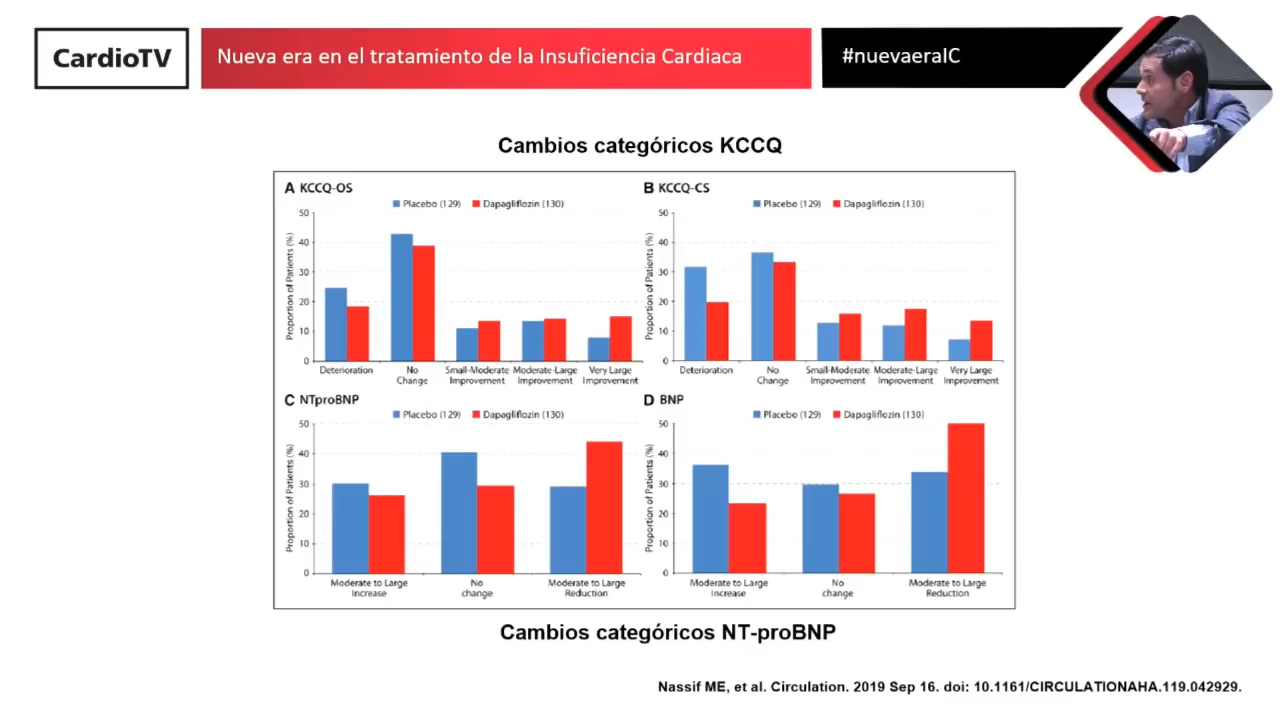 CardioTV
Nueva era en el tratamiento de la Insuficiencia Cardiaca
#nuevaeraIC
Cambios categóricos KCCQ
A KCCQ-OS
Placebo (129) Dapagliflozin (130)
Proportion of Patients (%)
50
40
30
20
10
0
Deterioration
No
Change
Small-Moderate
Improvement
Moderate-Large
Improvement
Very Large
Improvement
B KCCQ-CS
Placebo (129) Dapagliflozin (130)
Proportion of Patients (%)
50
40
30
20
10
0
Deterioration
No
Change
Small-Moderate
Improvement
Moderate-Large
Improvement
Very Large
Improvement
C NTproBNP
Placebo (129) Dapagliflozin (130)
Proportion of Patients (%)
50
40
30
20
10
0
Moderate to Large
Increase
No
change
Moderate to Large
Reduction
D BNP
Placebo (129) Dapagliflozin (130)
Proportion of Patients (%)
50
40
30
20
10
0
Moderate to Large
Increase
No
change
Moderate to Large
Reduction
Cambios categóricos NT-proBNP
Nassif ME, et al. Circulation. 2019 Sep 16. doi: 10.1161/CIRCULATIONAHA.119.042929.